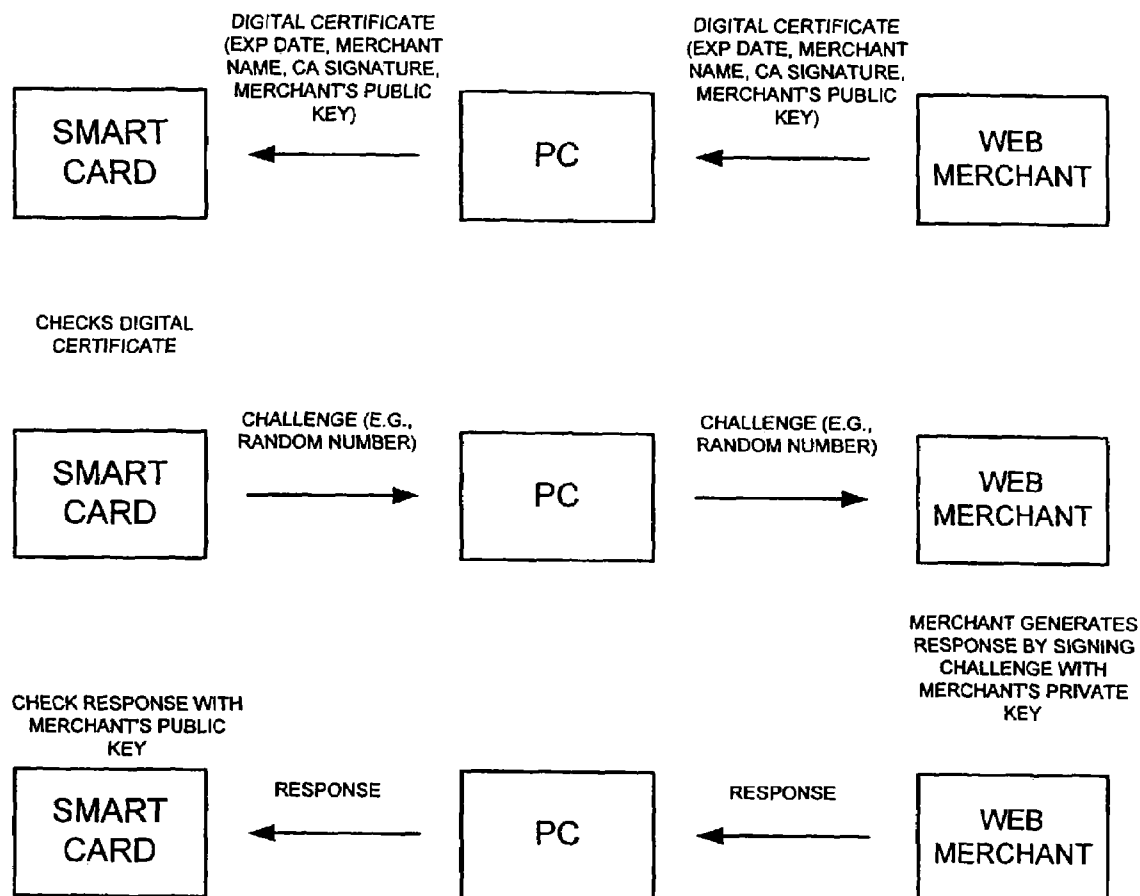 DIGITAL CERTIFICATE
(EXP DATE, MERCHANT
NAME, CA SIGNATURE,
MERCHANT'S PUBLIC
KEY)
DIGITAL CERTIFICATE
(EXP DATE, MERCHANT
NAME, CA SIGNATURE,
MERCHANT'S PUBLIC
KEY)
SMART
CARD
PC
WEB
MERCHANT
CHECKS DIGITAL
CERTIFICATE
CHALLENGE (E.G.,
RANDOM NUMBER)
CHALLENGE (E.G.,
RANDOM NUMBER)
SMART
CARD
PC
WEB
MERCHANT
MERCHANT GENERATES
RESPONSE BY SIGNING
CHALLENGE WITH
MERCHANT'S PRIVATE
KEY
CHECK RESPONSE WITH
MERCHANT'S PUBLIC
KEY
RESPONSE
RESPONSE
SMART
CARD
PC
WEB
MERCHANT